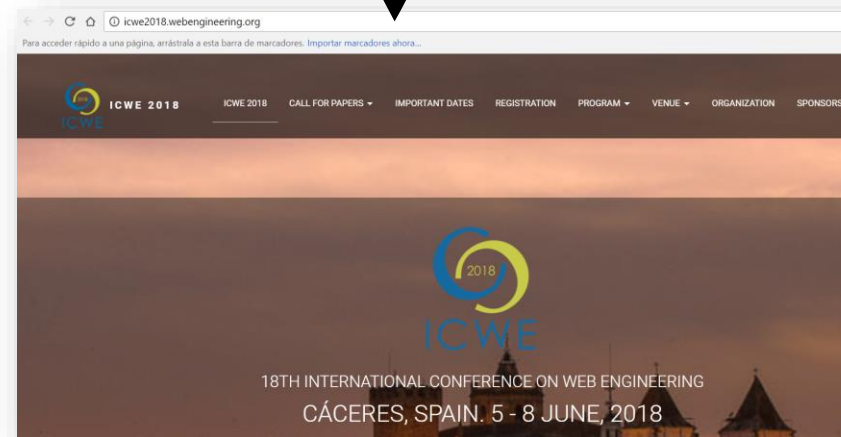 icwe2018.webengineering.org
Para acceder rápido a una página, arrástrala a esta barra de marcadores. Importar marcadores ahora...
2018
ICWE
ICWE 2018
ICWE 2018 CALL FOR PAPERS IMPORTANT DATES REGISTRATION PROGRAM VENUE ORGANIZATION SPONSORS
2018
ICWE
18TH INTERNATIONAL CONFERENCE ON WEB ENGINEERING
CÁCERES, SPAIN. 5 - 8 JUNE, 2018